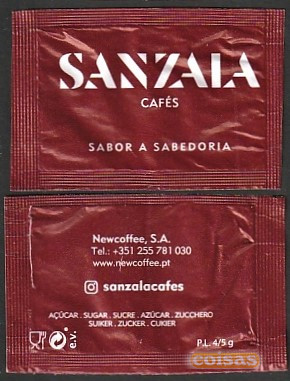 SANZALA
CAFÉS
SABOR A SABEDORIA
Newcoffee, S.A.
Tel.: +351 255 781 030
www.newcoffee.pt
sanzalacafes
AÇÚCAR . SUGAR . SUCRE . AZÚCAR . ZUCCHERO
SUIKER . ZUCKER . CUKIER
e.v.
P.L. 4/5 g
coisas